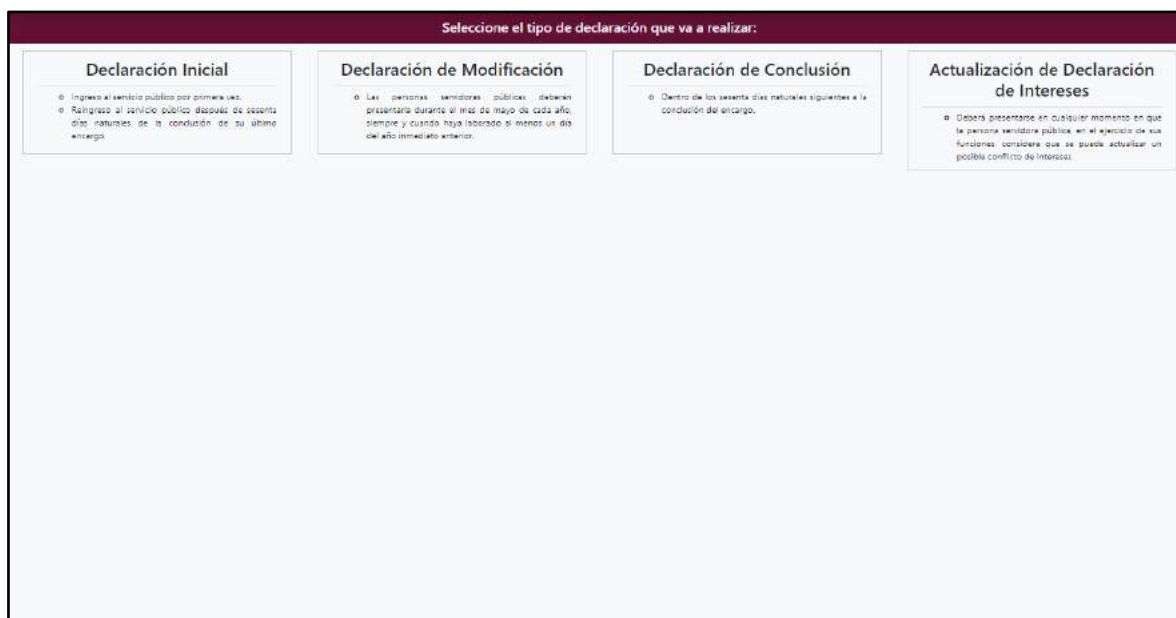 Seleccione el tipo de declaración que va a realizar:
Declaración Inicial
o Ingreso al servicio público por primera vez.
o Reingreso al servicio público después de sesenta
días naturales de la conclusión de su último
encargo.
Declaración de Modificación
o Las personas servidoras públicas deberán
presentarla durante el mes de mayo de cada año,
siempre y cuando haya laborado al menos un día
del año inmediato anterior.
Declaración de Conclusión
o Dentro de los sesenta días naturales siguientes a la
conclusión del encargo.
Actualización de Declaración
de Intereses
o Deberá presentarse en cualquier momento en que
la persona servidora pública, en el ejercicio de sus
funciones, considere que se puede actualizar un
posible conflicto de intereses.